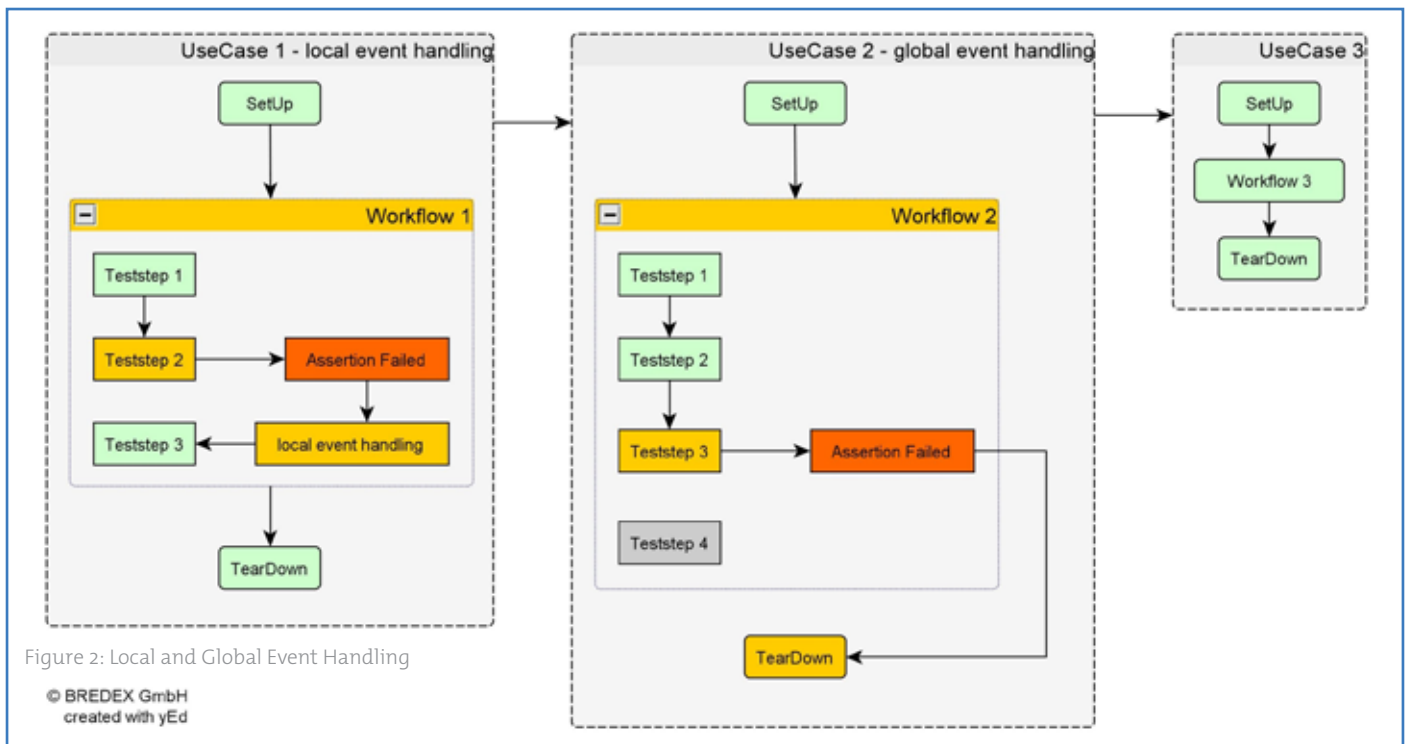 UseCase 1 - local event handling
SetUp
Workflow 1
Teststep 1
Teststep 2
Assertion Failed
Teststep 3
local event handling
TearDown
UseCase 2 - global event handling
SetUp
Workflow 2
Teststep 1
Teststep 2
Teststep 3
Assertion Failed
Teststep 4
TearDown
UseCase 3
SetUp
Workflow 3
TearDown
Figure 2: Local and Global Event Handling
© BREDEX GmbH
created with yEd